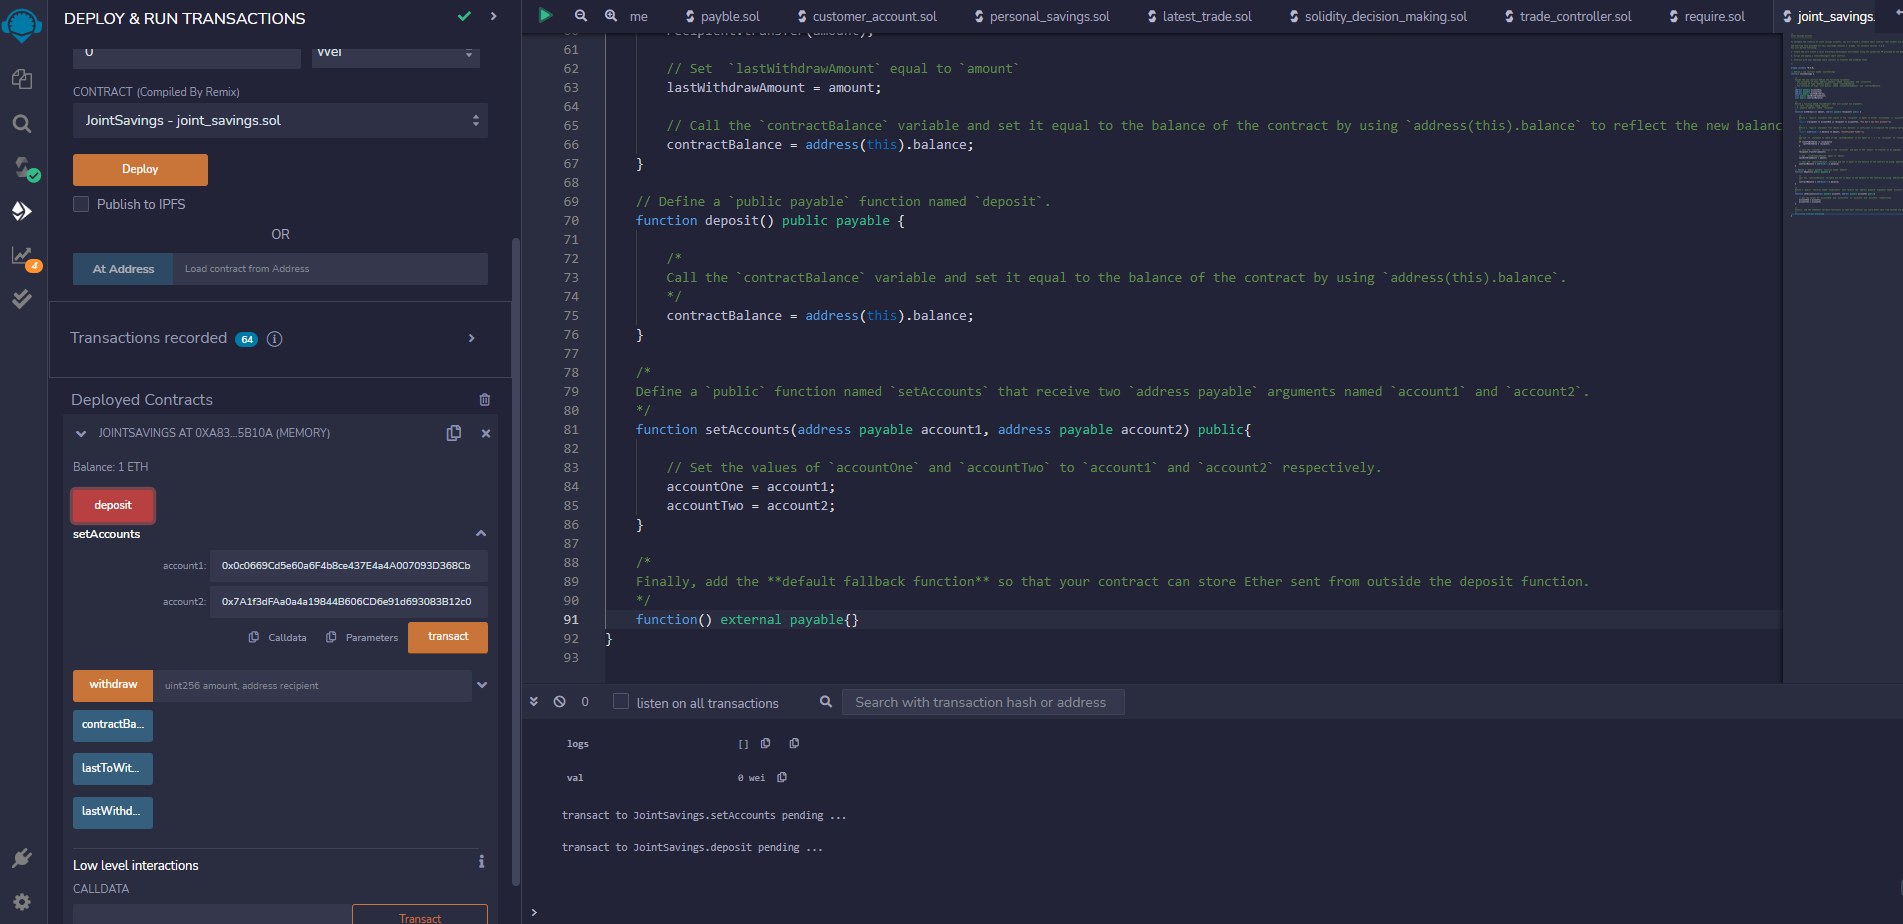 DEPLOY & RUN TRANSACTIONS
0
Wei
CONTRACT (Compiled By Remix)
JointSavings - joint_savings.sol
Deploy
Publish to IPFS
OR
At Address
Load contract from Address
4
Transactions recorded 64
Deployed Contracts
JOINTSAVINGS AT 0XA83...5B10A (MEMORY)
Balance: 1 ETH
deposit
setAccounts
account1: 0x0c0669Cd5e60a6F4b8ce437E4a4A007093D368Cb
account2: 0x7A1f3dFAa0a4a19844B606CD6e91d693083B12c0
Calldata
Parameters
transact
withdraw
uint256 amount, address recipient
contractBa...
lastToWit...
lastWithd...
Low level interactions
CALLDATA
Transact
me
payble.sol
customer_account.sol
personal_savings.sol
latest_trade.sol
solidity_decision_making.sol
trade_controller.sol
require.sol
joint_savings.
60 recipient.transfer(amount);
61
62 // Set  `lastWithdrawAmount` equal to `amount`
63 lastWithdrawAmount = amount;
64
65 // Call the `contractBalance` variable and set it equal to the balance of the contract by using `address(this).balance` to reflect the new balanc
66 contractBalance = address(this).balance;
67 }
68
69 // Define a `public payable` function named `deposit`.
70 function deposit() public payable {
71
72 /*
73 Call the `contractBalance` variable and set it equal to the balance of the contract by using `address(this).balance`.
74 */
75 contractBalance = address(this).balance;
76 }
77
78 /*
79 Define a `public` function named `setAccounts` that receive two `address payable` arguments named `account1` and `account2`.
80 */
81 function setAccounts(address payable account1, address payable account2) public{
82
83 // Set the values of `accountOne` and `accountTwo` to `account1` and `account2` respectively.
84 accountOne = account1;
85 accountTwo = account2;
86 }
87
88 /*
89 Finally, add the **default fallback function** so that your contract can store Ether sent from outside the deposit function.
90 */
91 function() external payable{}
92 }
93
0
listen on all transactions
Search with transaction hash or address
logs []
val 0 wei
transact to JointSavings.setAccounts pending ...
transact to JointSavings.deposit pending ...
>